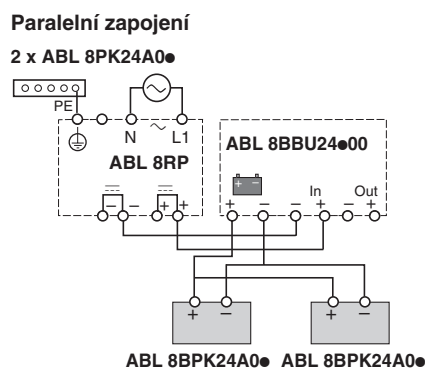 Paralelní zapojení
2 x ABL 8PK24A0●
PE
N ~ L1
ABL 8RP
ABL 8BBU24●00
+ −
In Out
− − + +
+ − − + − +
+ − + −
ABL 8BPK24A0● ABL 8BPK24A0●